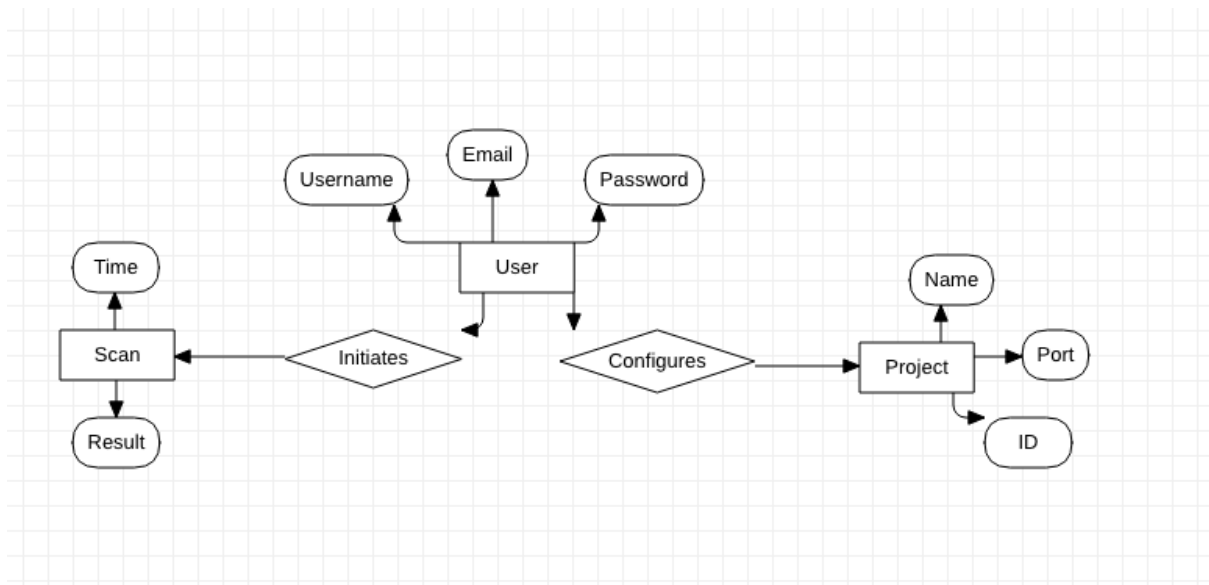 Email
Username
Password
Time
User
Name
Scan
Initiates
Configures
Project
Port
Result
ID